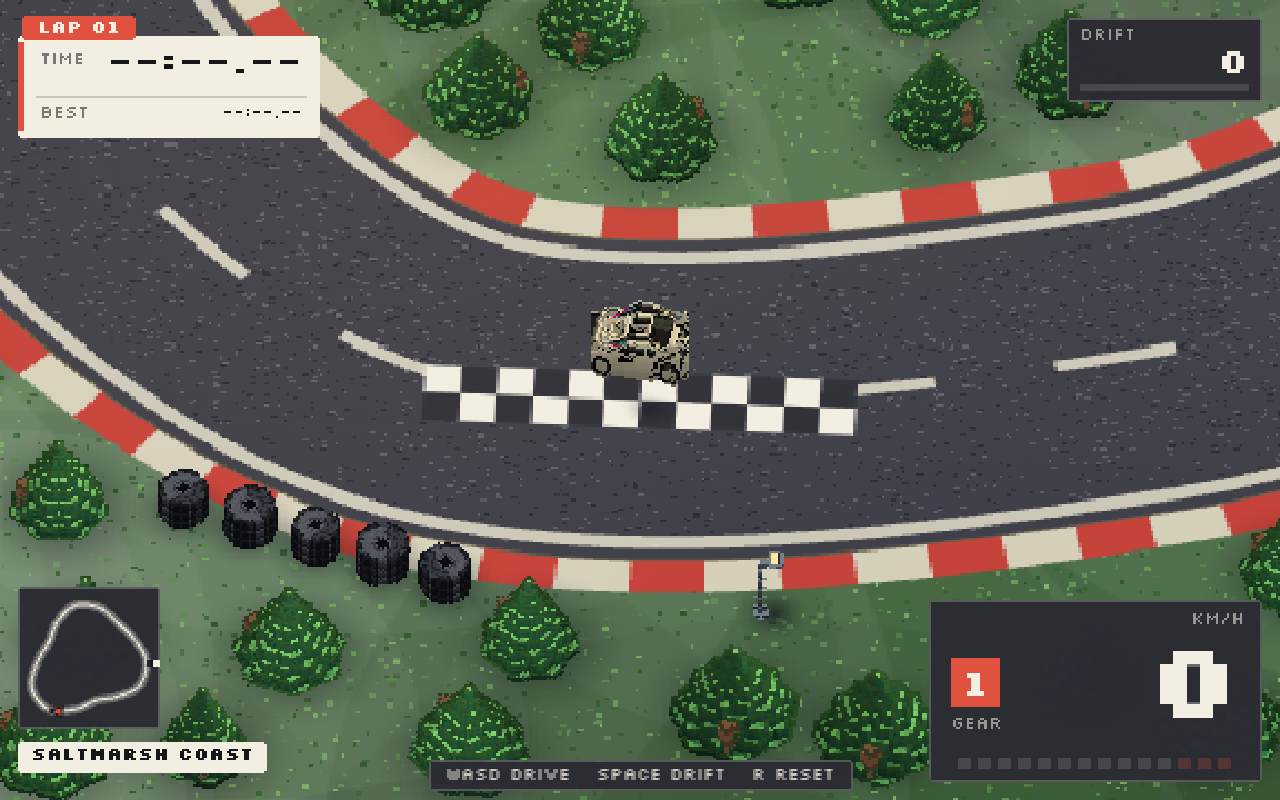 LAP 01
TIME --:--.--
BEST --:--.--
DRIFT
0
KM/H
1
0
GEAR
SALTMARSH COAST
WASD DRIVE SPACE DRIFT R RESET